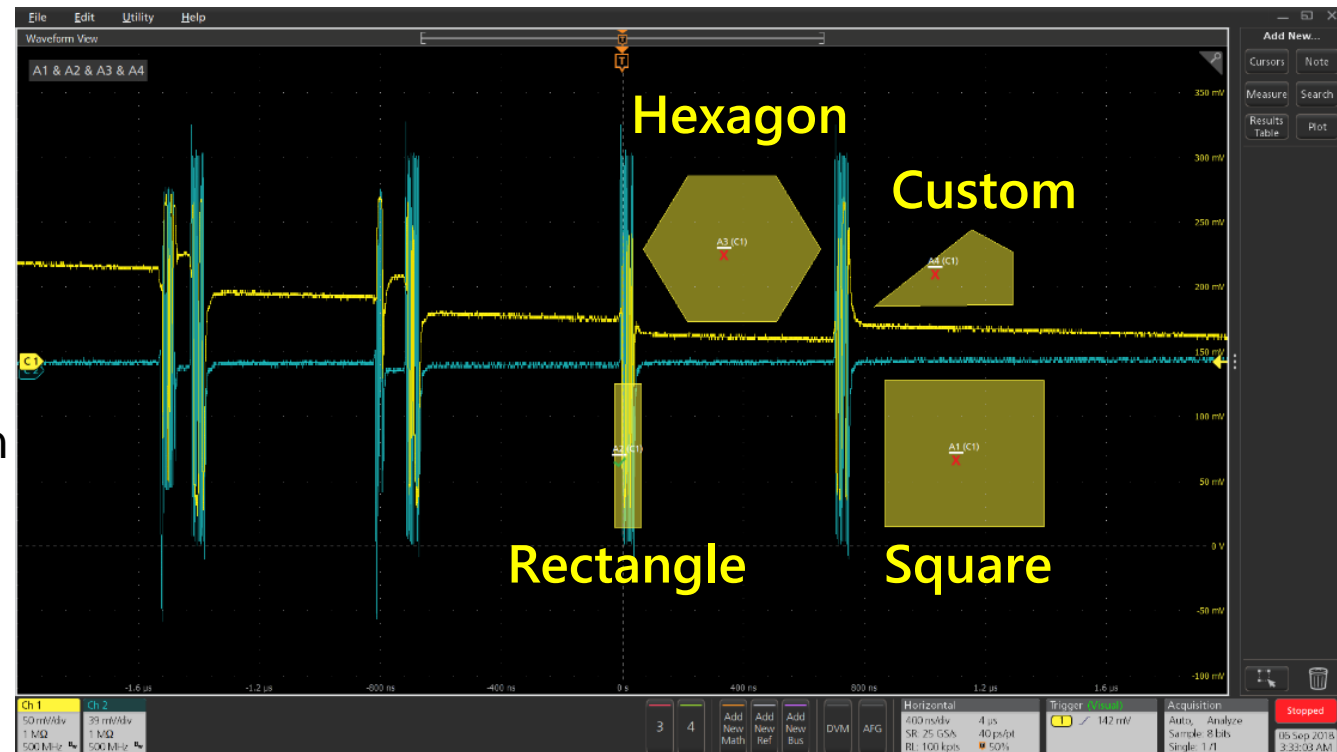 File Edit Utility Help
Waveform View
Add New...
A1 & A2 & A3 & A4
T
T
Cursors Note
Measure Search
Results Table Plot
350 mV
300 mV
250 mV
200 mV
150 mV
100 mV
50 mV
0 V
-50 mV
-100 mV
Hexagon
Custom
A3 (C1)
X
A4 (C1)
X
C1
A2 (C1)
A1 (C1)
X
Rectangle Square
-1.6 µs -1.2 µs -800 ns -400 ns 0 s 400 ns 800 ns 1.2 µs 1.6 µs
Ch 1
50 mV/div
1 MΩ
500 MHz
Ch 2
39 mV/div
1 MΩ
500 MHz
3 4
Add New Math
Add New Ref
Add New Bus
DVM AFG
Horizontal
400 ns/div 4 µs
SR: 25 GS/s 40 ps/pt
RL: 100 kpts 50%
Trigger (Visual)
1 142 mV
Acquisition
Auto, Analyze
Sample: 8 bits
Single: 1 /1
Stopped
05 Sep 2018
3:33:03 AM